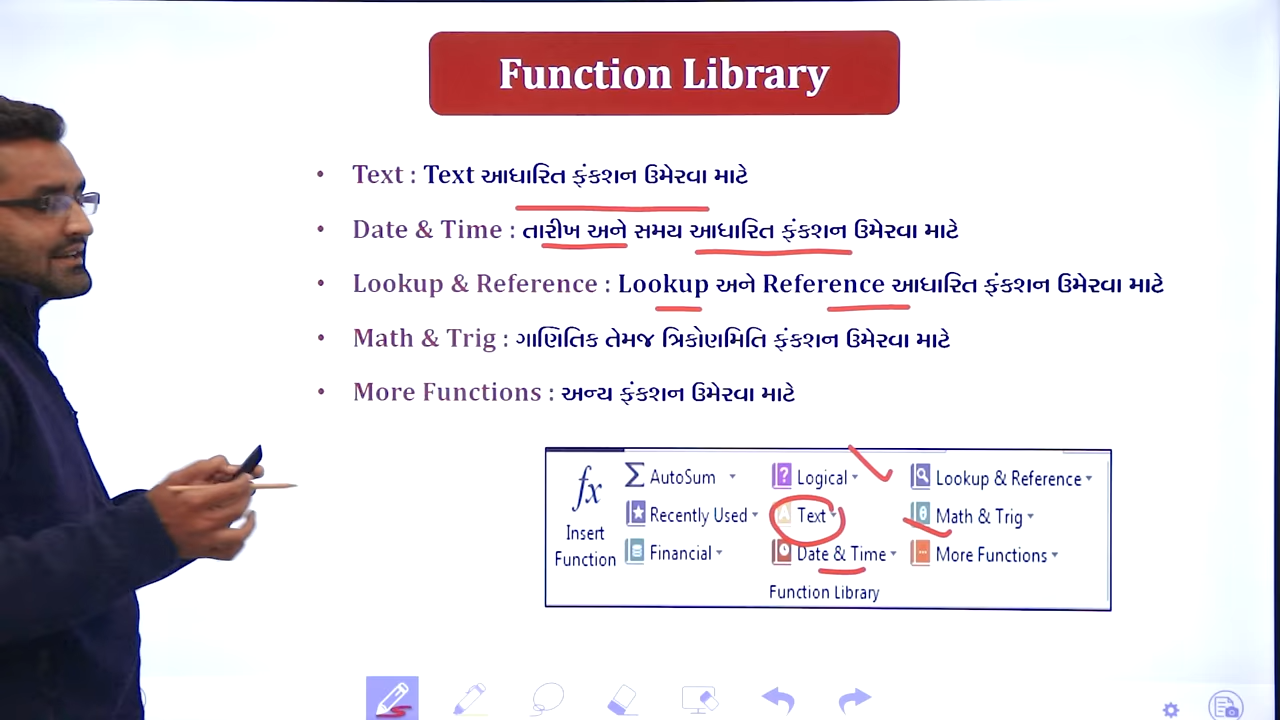 Function Library
• Text : Text આધારિત ફંકશન ઉમેરવા માટે
• Date & Time : તારીખ અને સમય આધારિત ફંકશન ઉમેરવા માટે
• Lookup & Reference : Lookup અને Reference આધારિત ફંકશન ઉમેરવા માટે
• Math & Trig : ગાણિતિક તેમજ ત્રિકોણમિતિ ફંકશન ઉમેરવા માટે
• More Functions : અન્ય ફંકશન ઉમેરવા માટે
fx Insert Function
AutoSum
Recently Used
Financial
Logical
Text
Date & Time
Lookup & Reference
Math & Trig
More Functions
Function Library